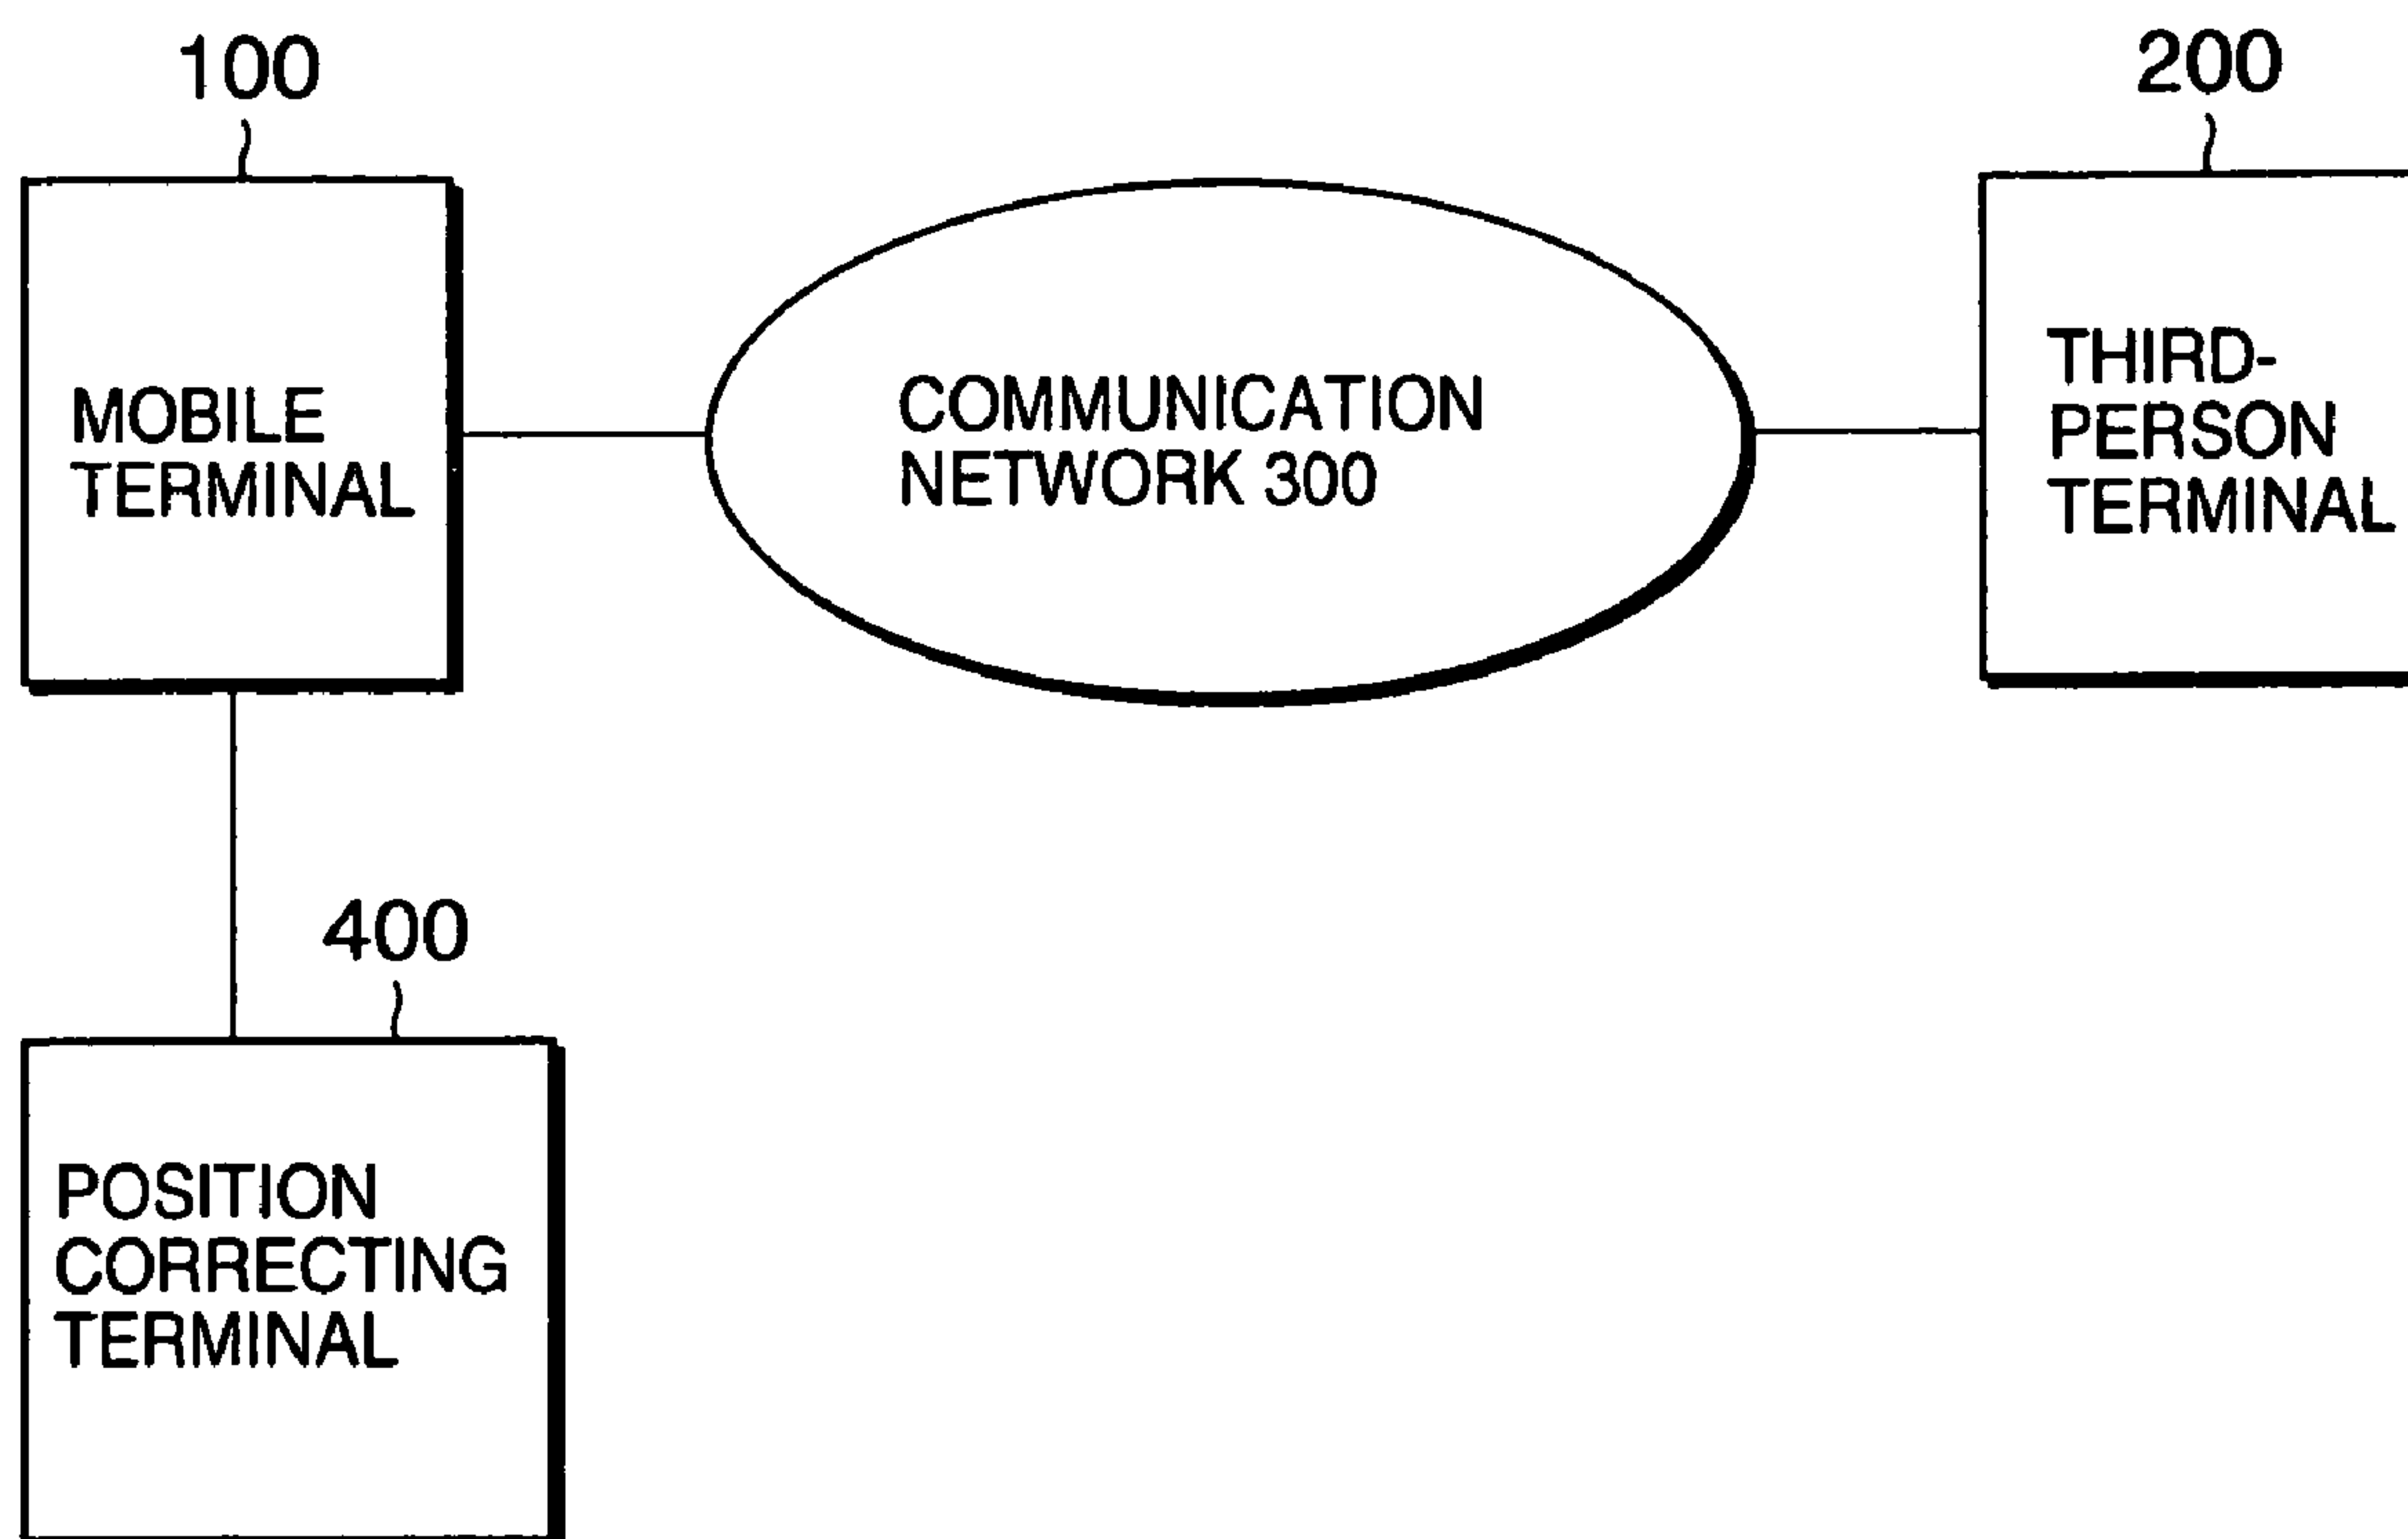 100
200
MOBILE
TERMINAL
COMMUNICATION
NETWORK 300
THIRD-
PERSON
TERMINAL
400
POSITION
CORRECTING
TERMINAL